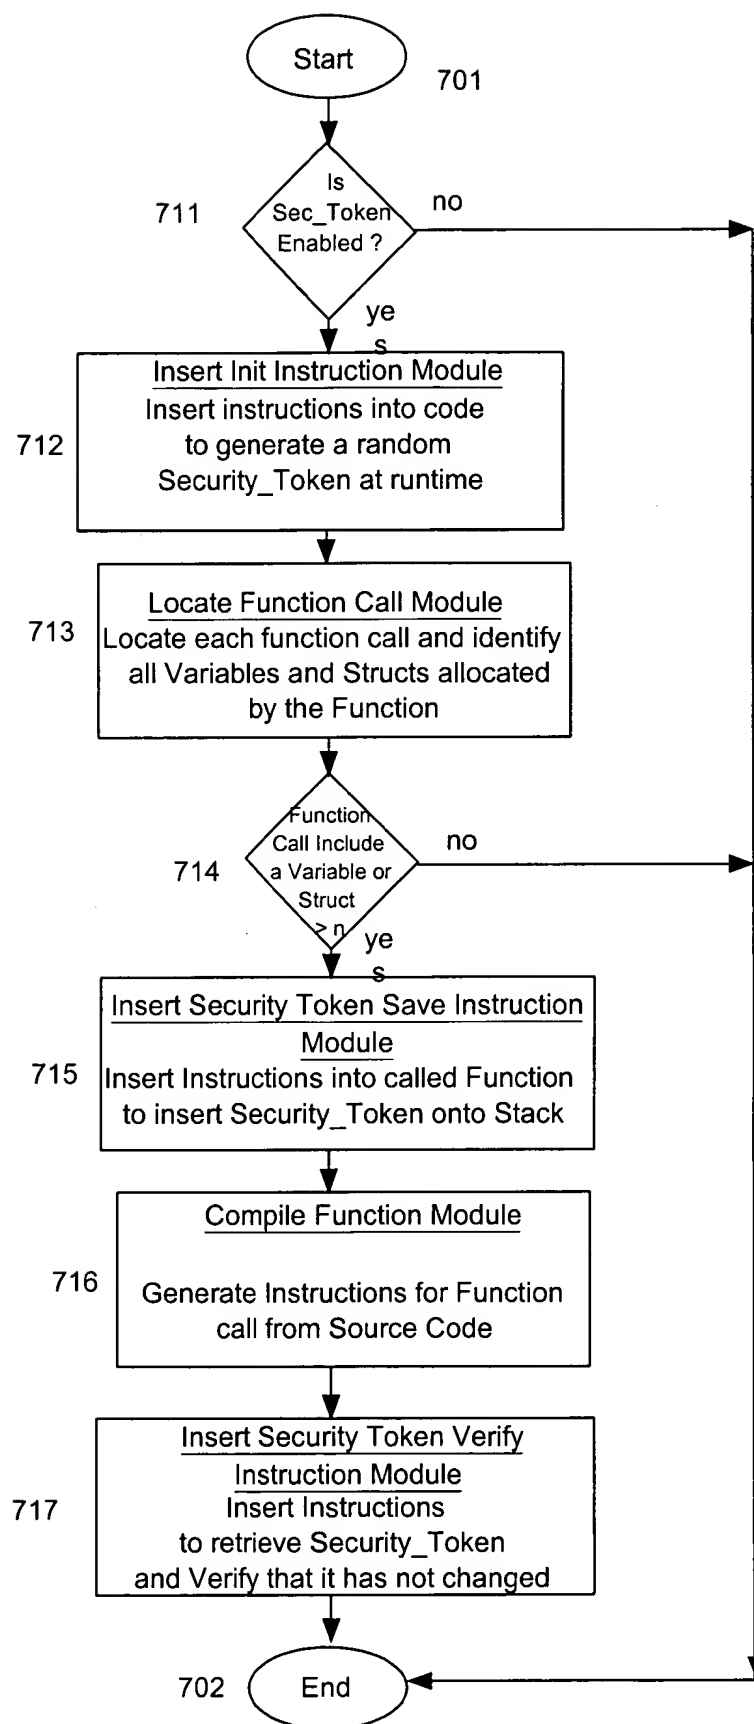 Start
701
Is
Sec_Token
Enabled ?
711
no
ye
s
Insert Init Instruction Module
Insert instructions into code
to generate a random
Security_Token at runtime
712
Locate Function Call Module
Locate each function call and identify
all Variables and Structs allocated
by the Function
713
Function
Call Include
a Variable or
Struct
> n
714
no
ye
s
Insert Security Token Save Instruction
Module
Insert Instructions into called Function
to insert Security_Token onto Stack
715
Compile Function Module
Generate Instructions for Function
call from Source Code
716
Insert Security Token Verify
Instruction Module
Insert Instructions
to retrieve Security_Token
and Verify that it has not changed
717
702
End